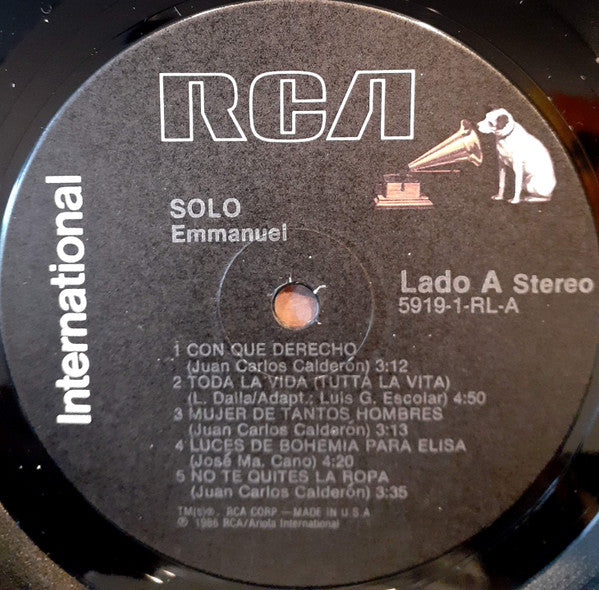 RCA
International
SOLO
Emmanuel
Lado A Stereo
5919-1-RL-A
1 CON QUE DERECHO
(Juan Carlos Calderón) 3:12
2 TODA LA VIDA (TUTTA LA VITA)
(L. Dalla/Adapt.: Luis G. Escolar) 4:50
3 MUJER DE TANTOS HOMBRES
(Juan Carlos Calderón) 3:13
4 LUCES DE BOHEMIA PARA ELISA
(José Ma. Cano) 4:20
5 NO TE QUITES LA ROPA
(Juan Carlos Calderón) 3:35
TM(s)®. RCA CORP — MADE IN U.S.A
℗ 1986 RCA/Ariola International